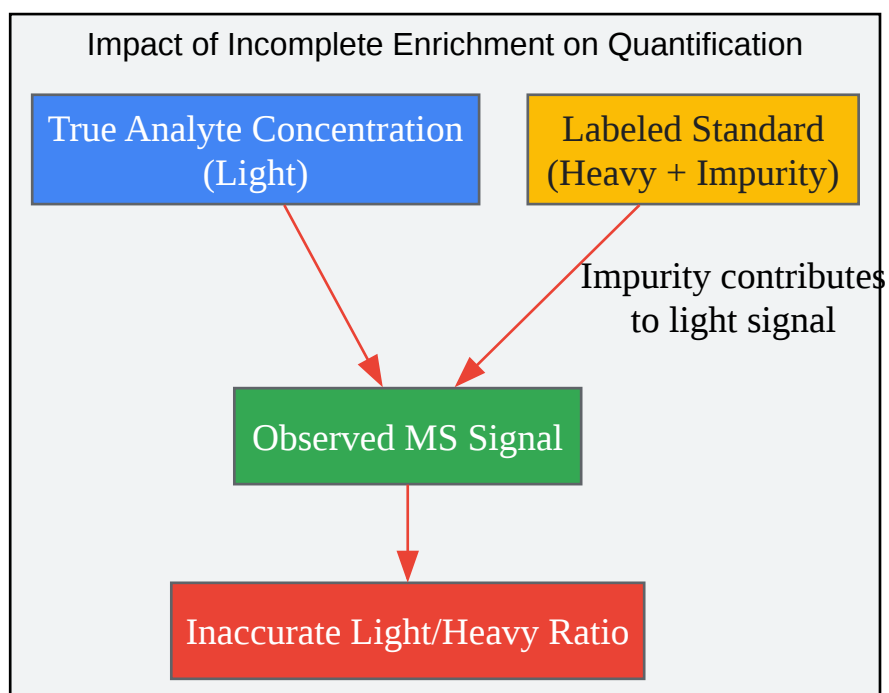 Impact of Incomplete Enrichment on Quantification
True Analyte Concentration
(Light)
Labeled Standard
(Heavy + Impurity)
Impurity contributes
to light signal
Observed MS Signal
Inaccurate Light/Heavy Ratio